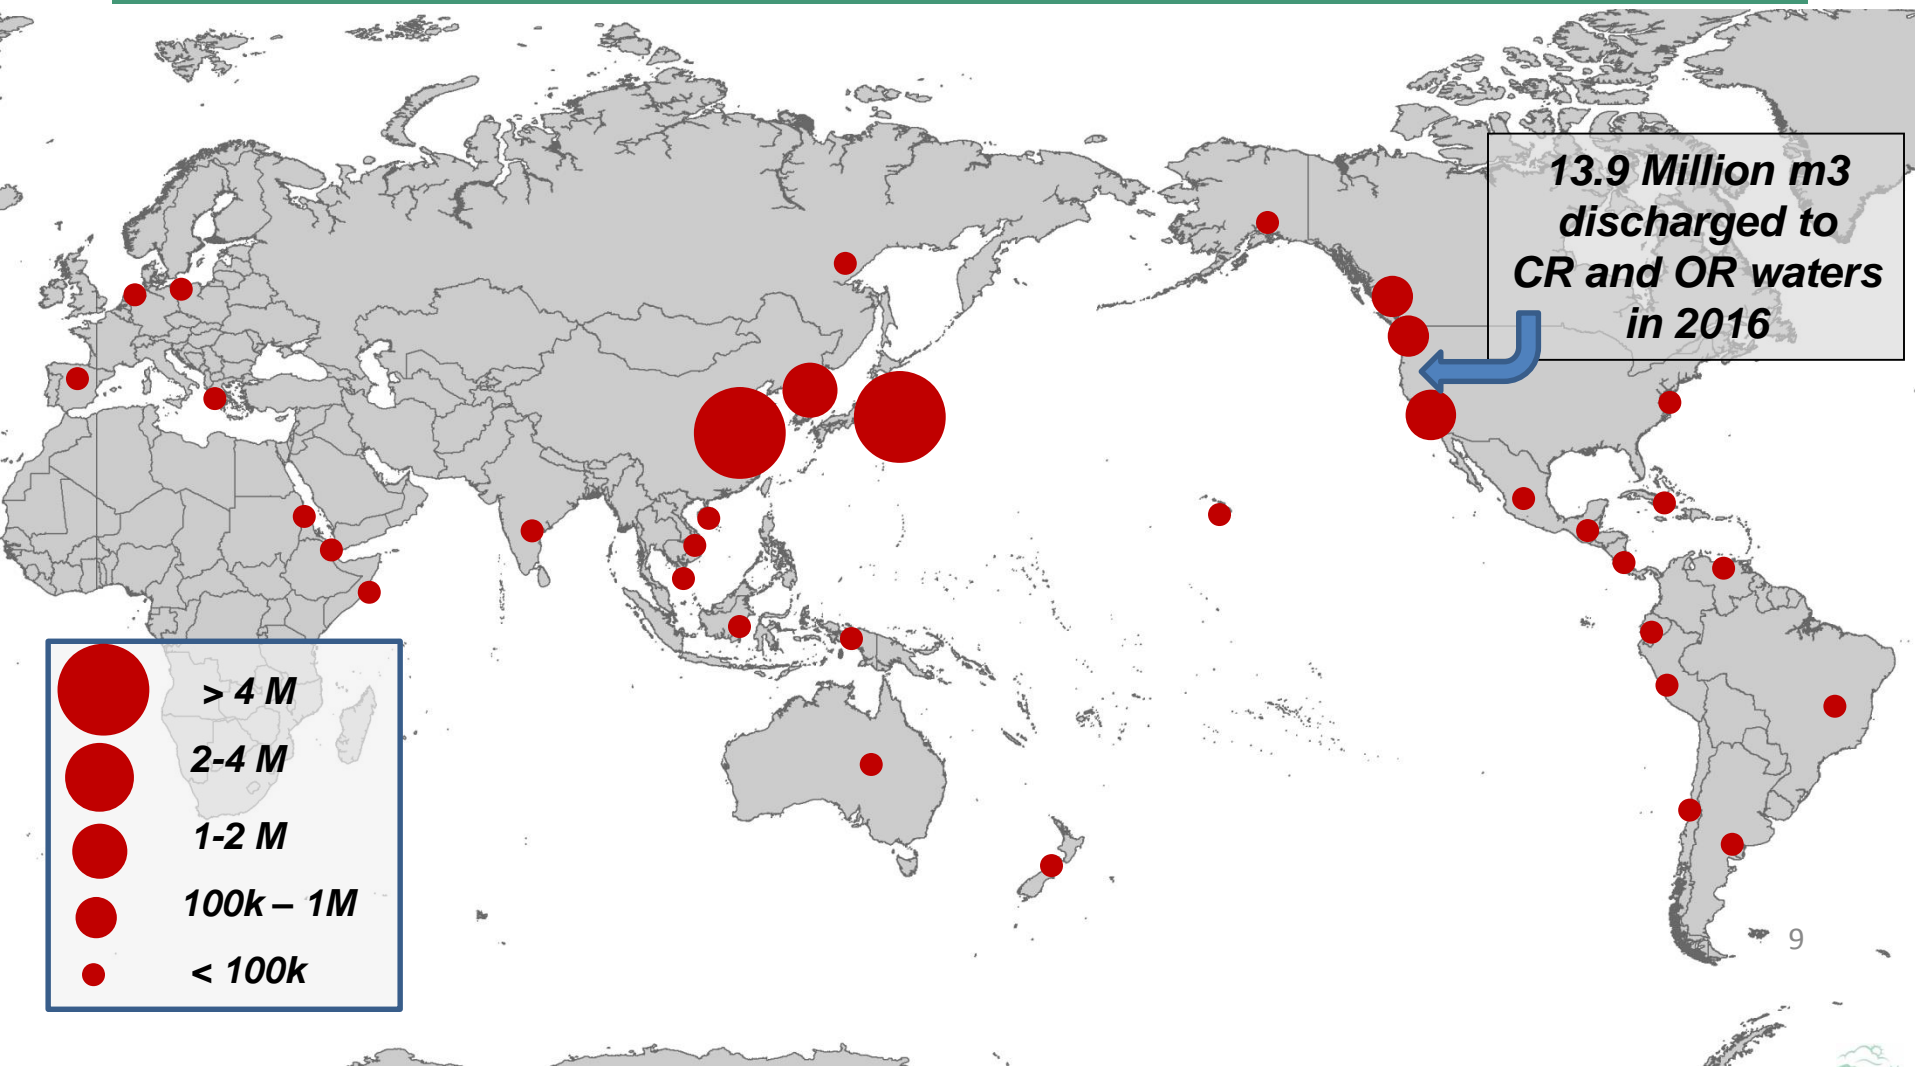 13.9 Million m3
discharged to
CR and OR waters
in 2016
> 4 M
2-4 M
1-2 M
100k – 1M
< 100k
9